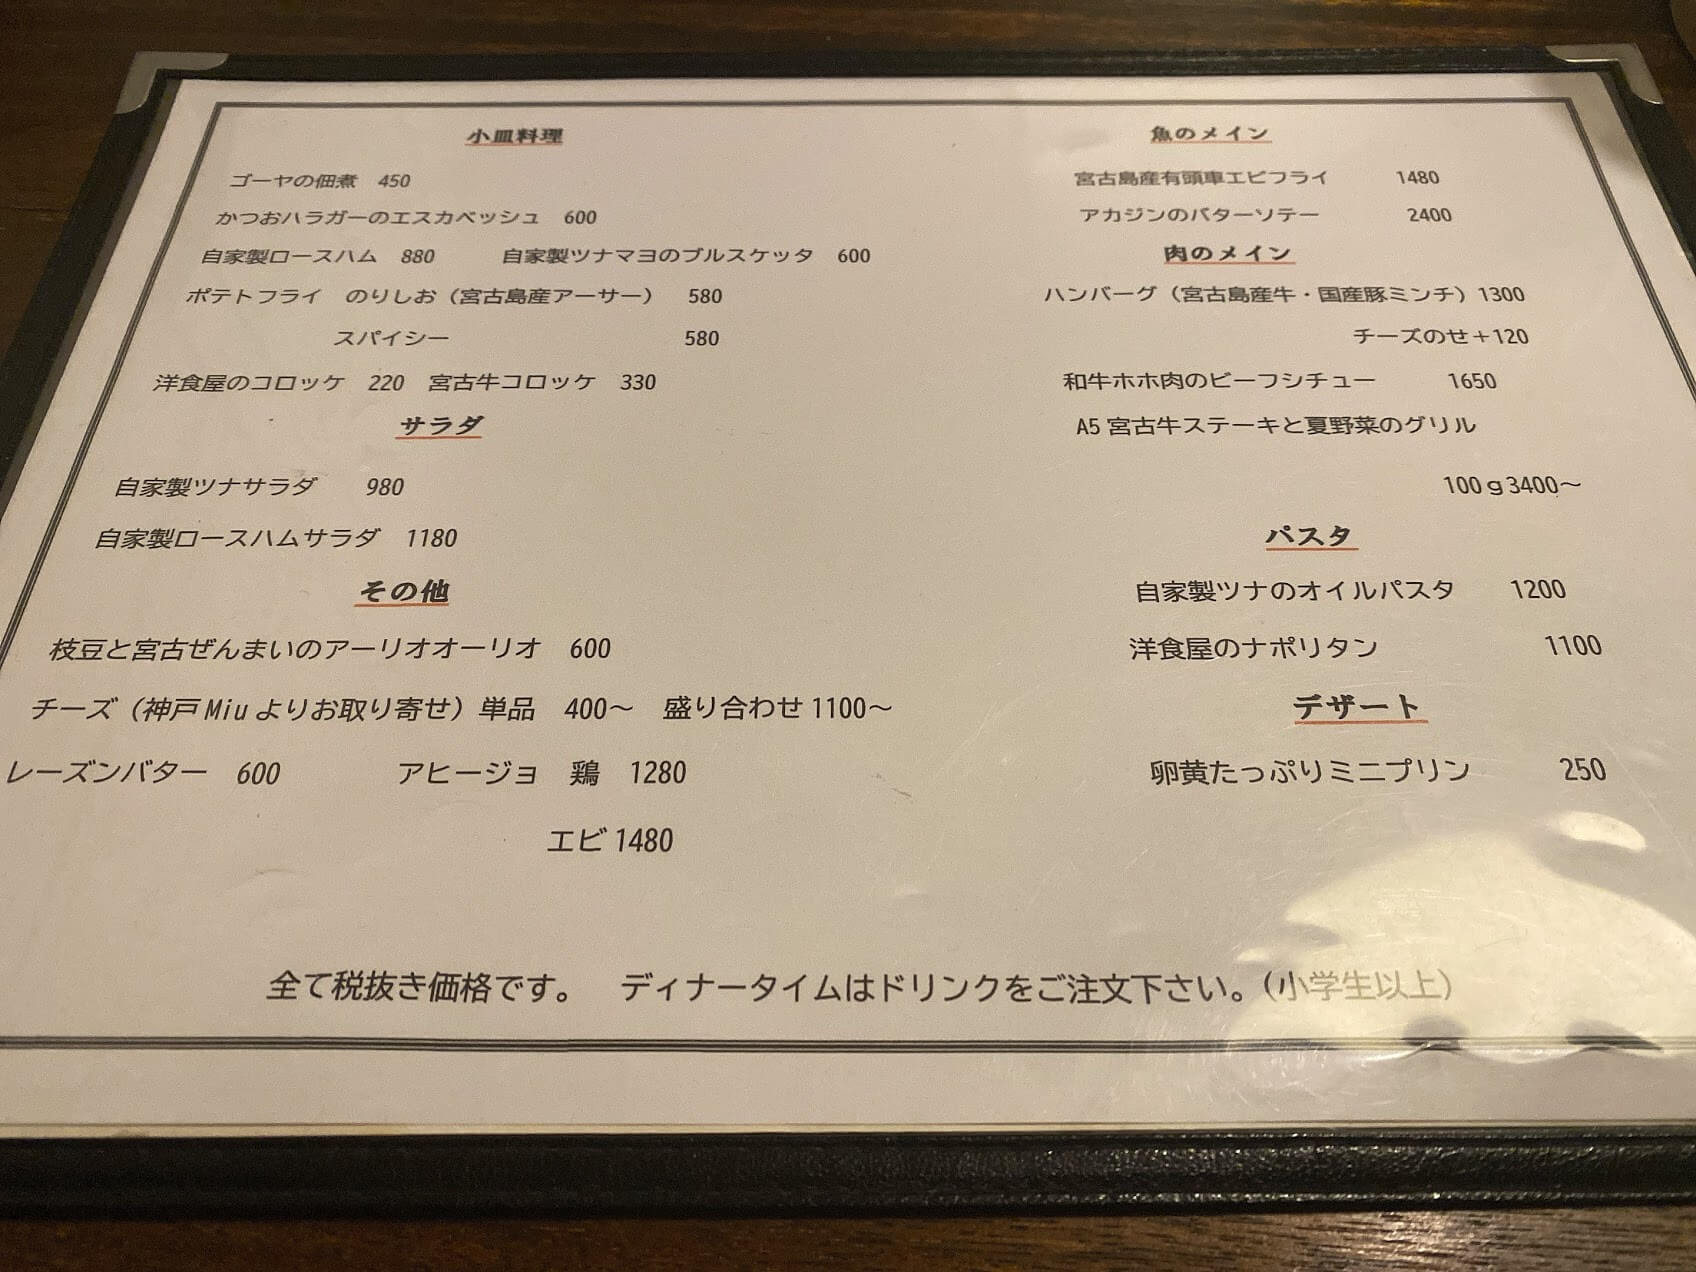 小皿料理
ゴーヤの佃煮 450
かつおハラガーのエスカベッシュ 600
自家製ロースハム 880 自家製ツナマヨのブルスケッタ 600
ポテトフライ のりしお（宮古島産アーサー） 580
スパイシー 580
洋食屋のコロッケ 220 宮古牛コロッケ 330
サラダ
自家製ツナサラダ 980
自家製ロースハムサラダ 1180
その他
枝豆と宮古ぜんまいのアーリオオーリオ 600
チーズ（神戸Miuよりお取り寄せ）単品 400～ 盛り合わせ1100～
レーズンバター 600 アヒージョ 鶏 1280
エビ1480
魚のメイン
宮古島産有頭車エビフライ 1480
アカジンのバターソテー 2400
肉のメイン
ハンバーグ（宮古島産牛・国産豚ミンチ）1300
チーズのせ＋120
和牛ホホ肉のビーフシチュー 1650
A5宮古牛ステーキと夏野菜のグリル
100ｇ3400～
パスタ
自家製ツナのオイルパスタ 1200
洋食屋のナポリタン 1100
デザート
卵黄たっぷりミニプリン 250
全て税抜き価格です。 ディナータイムはドリンクをご注文下さい。（小学生以上）